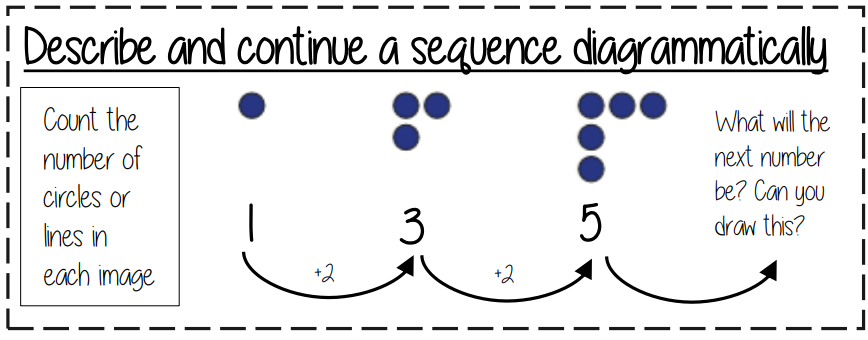 Describe and continue a sequence diagrammatically
Count the
number of
circles or
lines in
each image
1 3 5
+2 +2
What will the
next number
be? Can you
draw this?